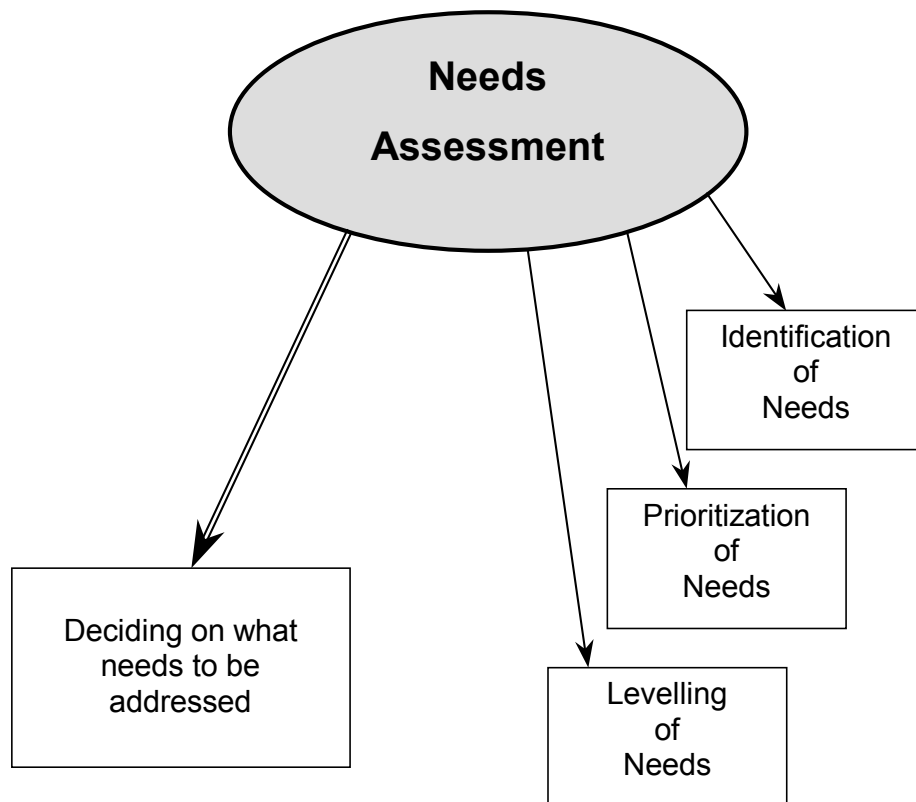 Needs
Assessment
Identification
of
Needs
Prioritization
of
Needs
Deciding on what
needs to be
addressed
Levelling
of
Needs